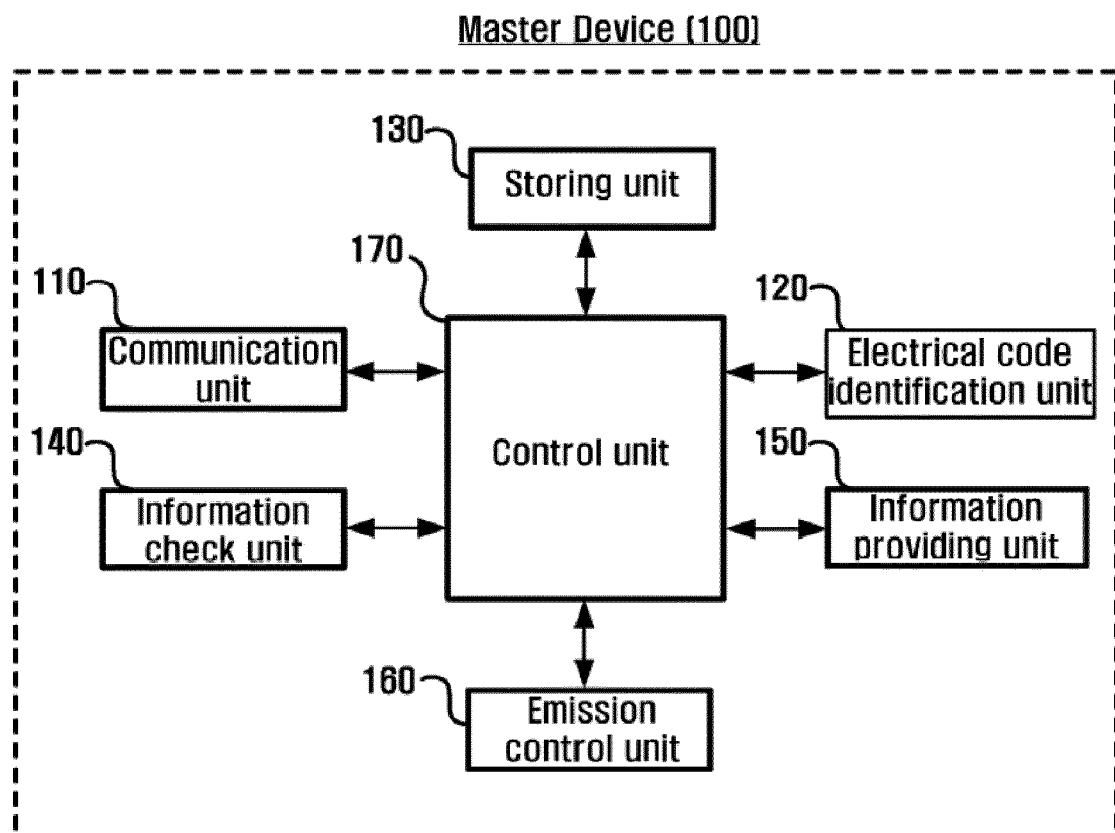 Master Device (100)
130
Storing unit
170
110
Communication
unit
120
Electrical code
identification unit
Control unit
140
Information
check unit
150
Information
providing unit
160
Emission
control unit